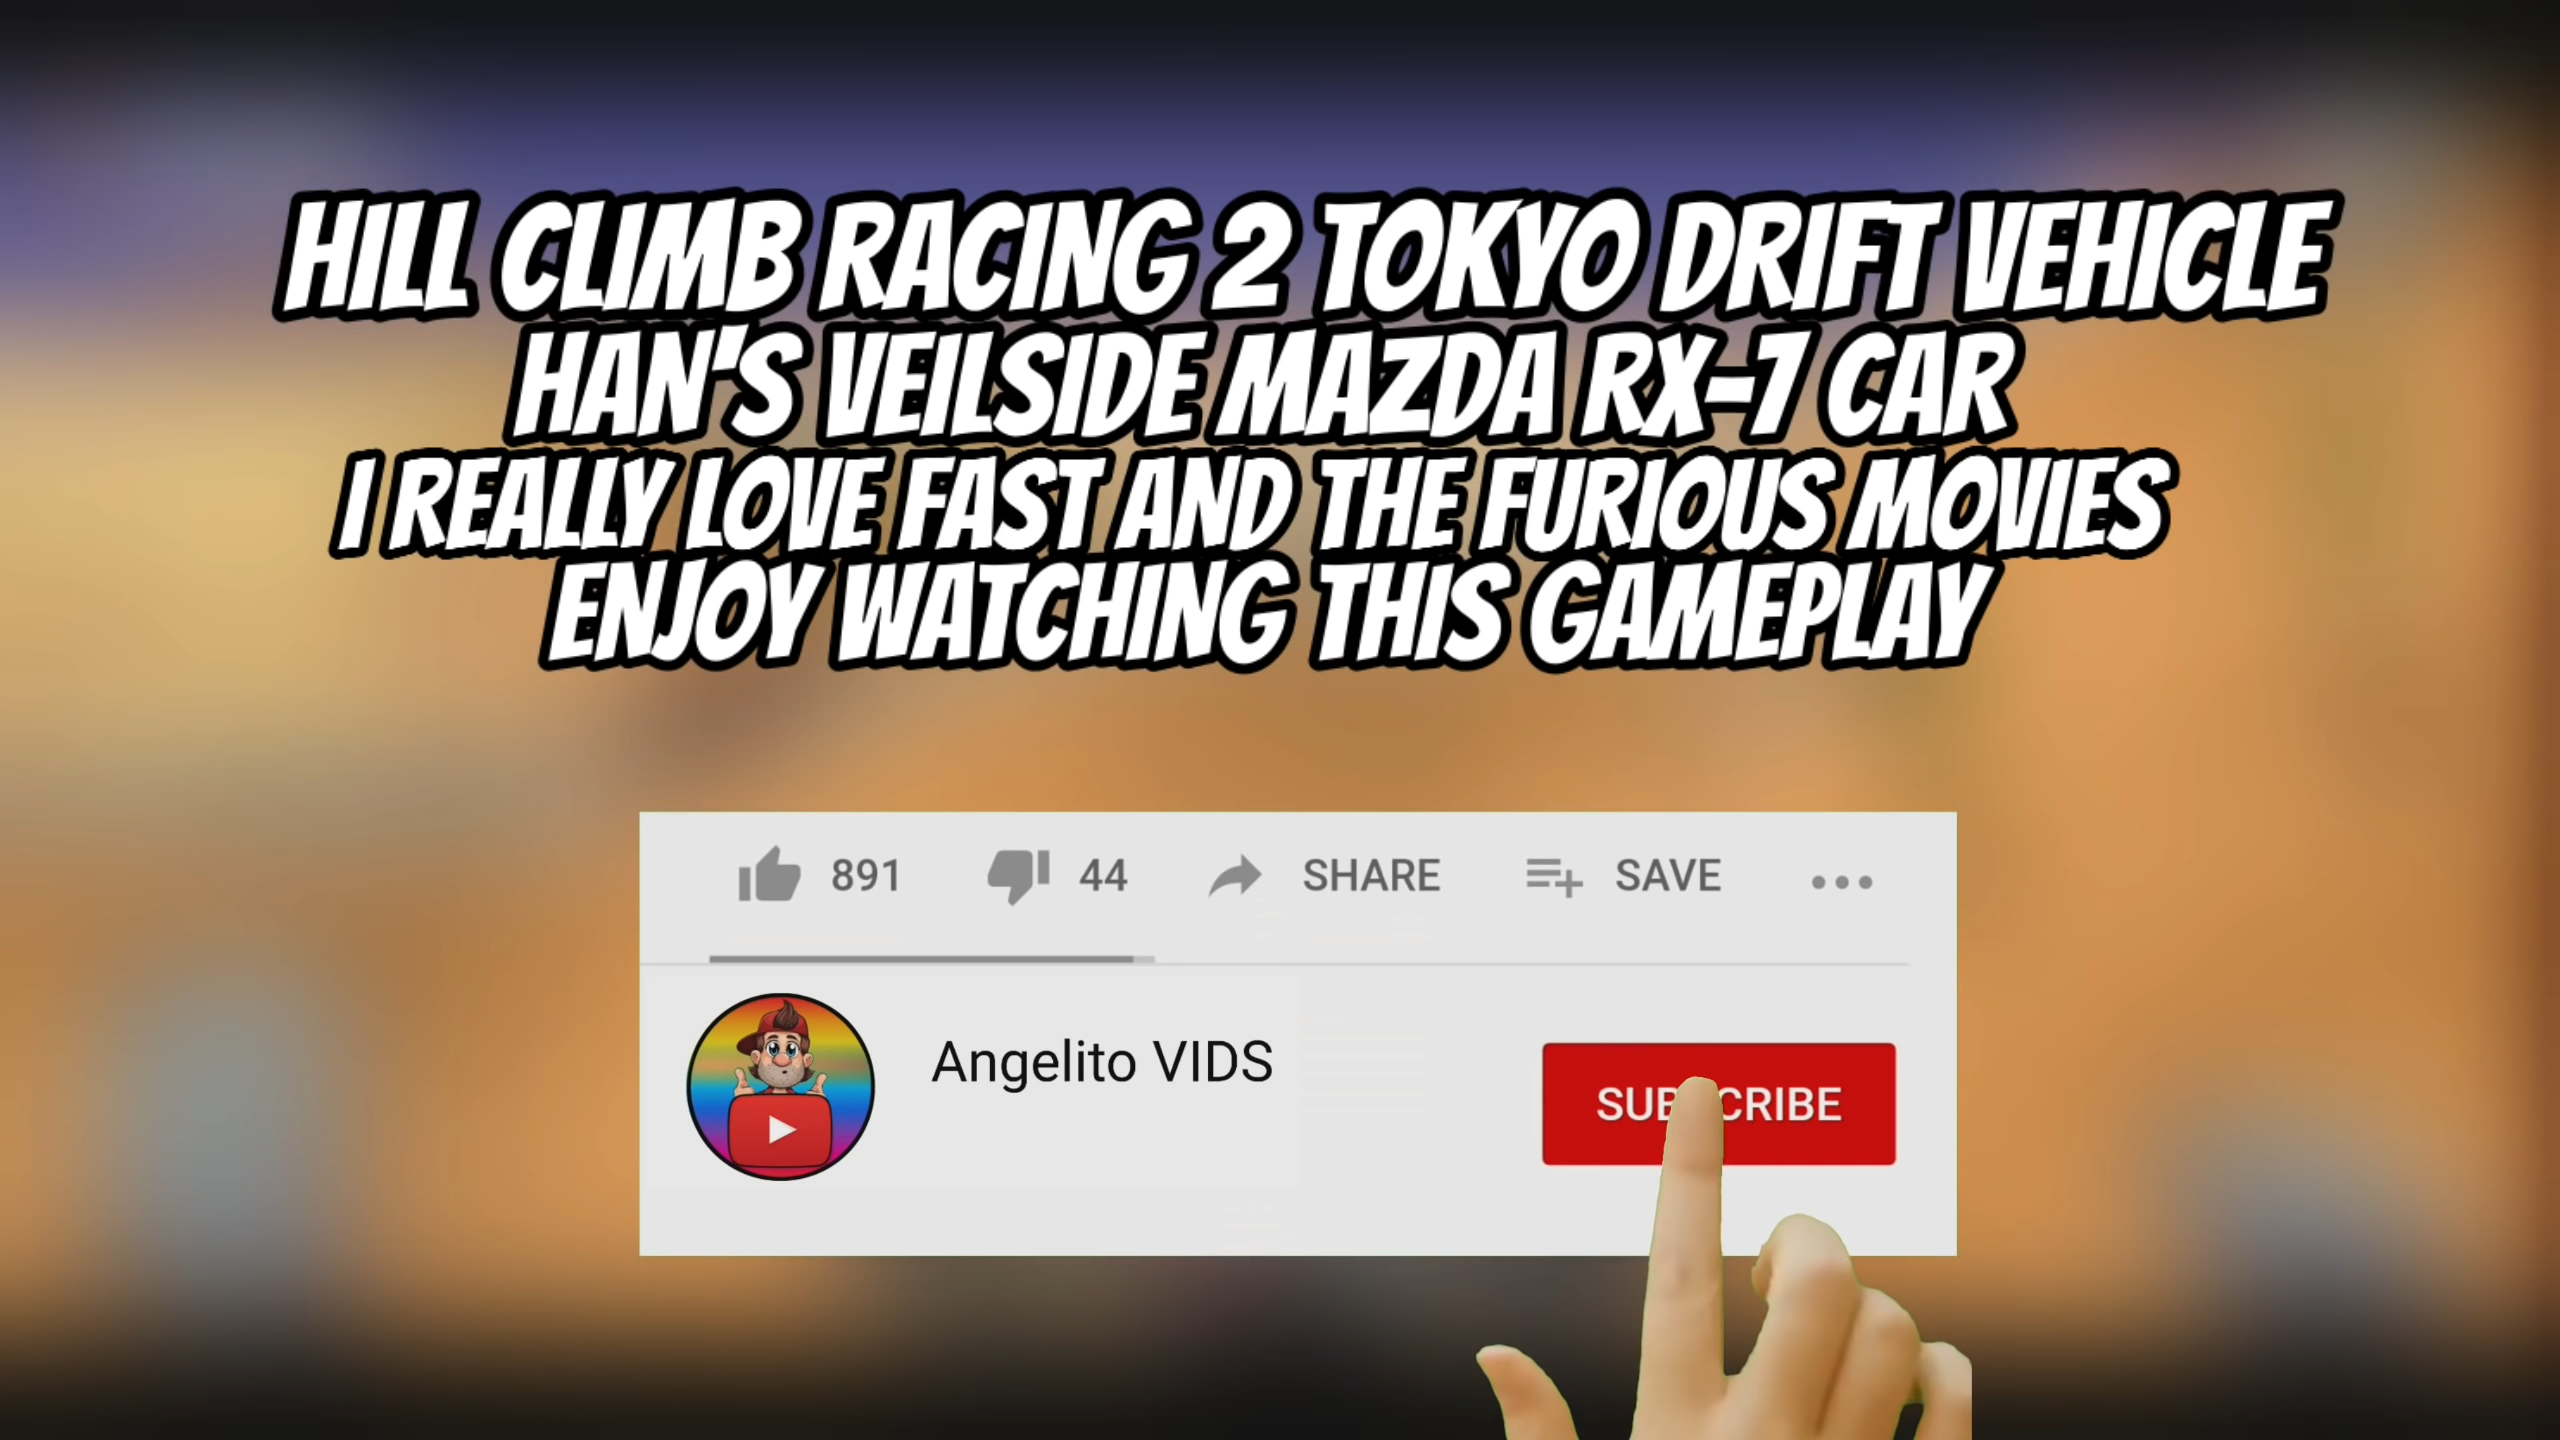 HILL CLIMB RACING 2 TOKYO DRIFT VEHICLE
HAN'S VEILSIDE MAZDA RX-7 CAR
I REALLY LOVE FAST AND THE FURIOUS MOVIES
ENJOY WATCHING THIS GAMEPLAY
891 44 SHARE SAVE
Angelito VIDS
SUBSCRIBE